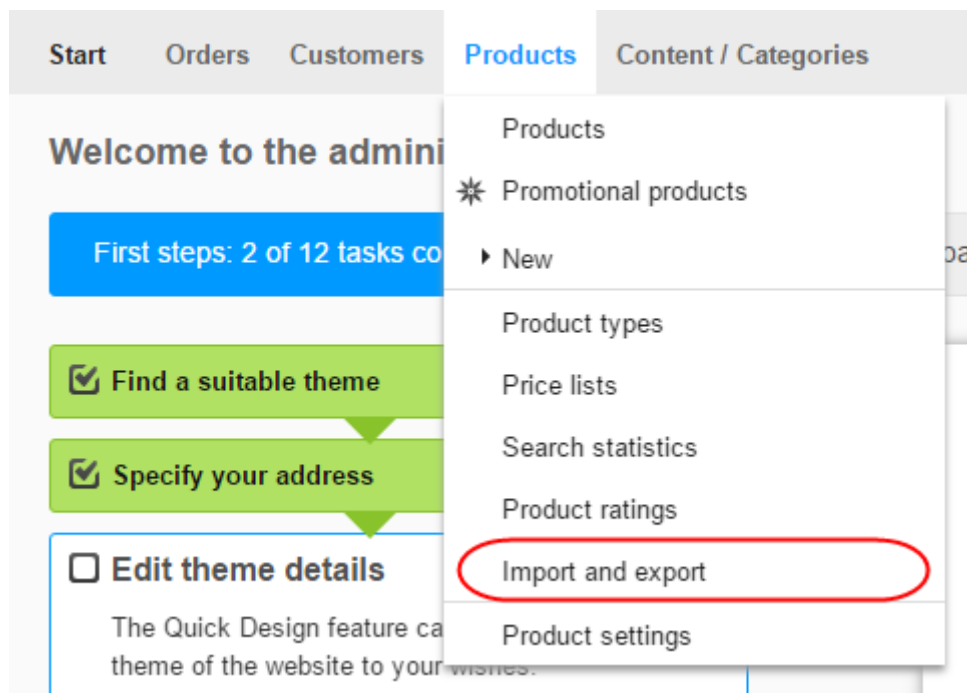 Start Orders Customers Products Content / Categories
Products
Welcome to the admini
Promotional products
First steps: 2 of 12 tasks co
New
Product types
Find a suitable theme
Price lists
Search statistics
Specify your address
Product ratings
Edit theme details
Import and export
The Quick Design feature ca
Product settings
theme of the website to your wishes.